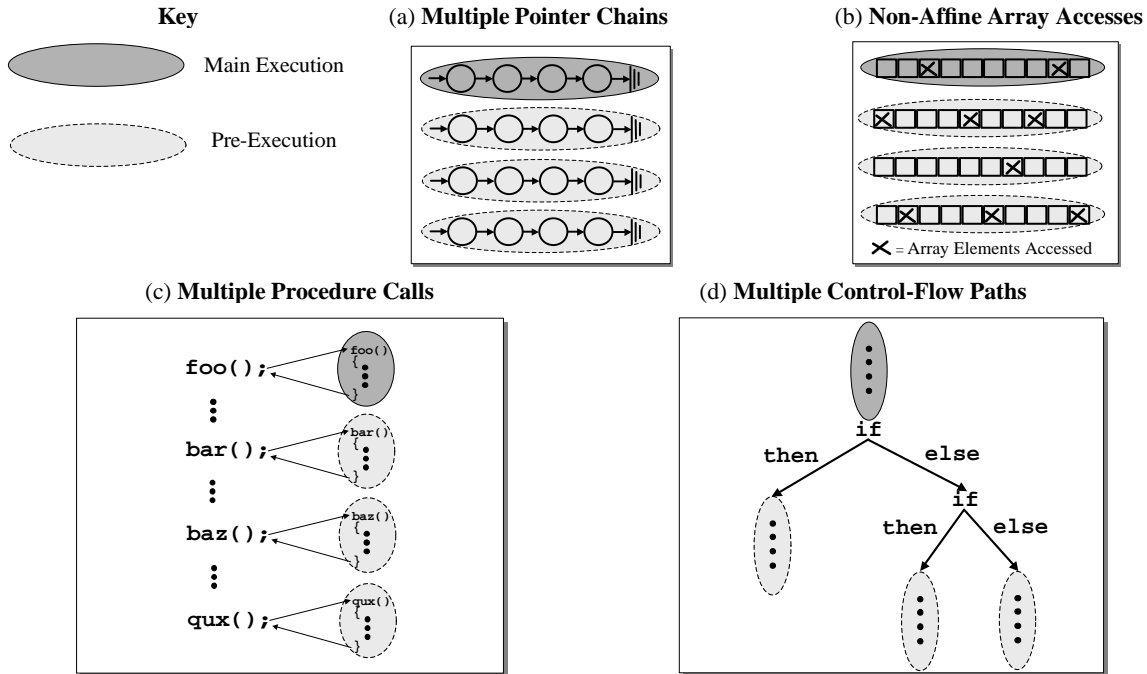 Key
Main Execution
Pre-Execution
(a) Multiple Pointer Chains
(b) Non-Affine Array Accesses
= Array Elements Accessed
(c) Multiple Procedure Calls
foo();
foo()
{
}
bar();
bar()
{
}
baz();
baz()
{
}
qux();
qux()
{
}
(d) Multiple Control-Flow Paths
if
then else
if
then else